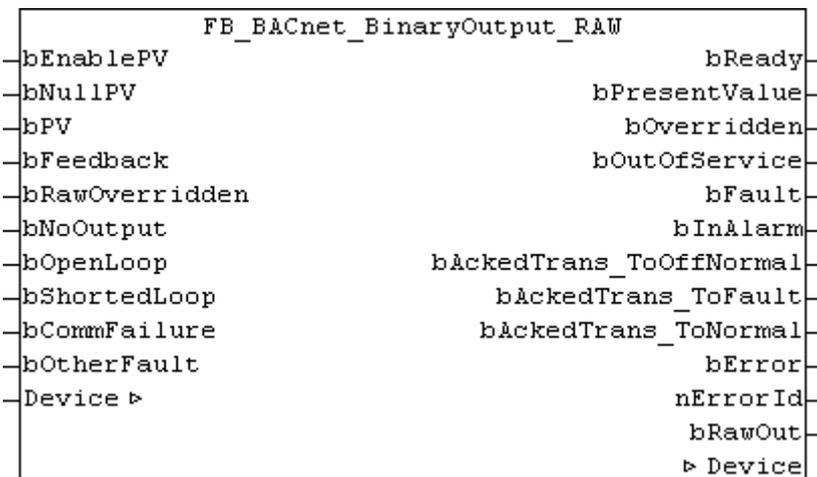 FB_BACnet_BinaryOutput_RAW
bEnablePV bReady
bNullPV bPresentValue
bPV bOverridden
bFeedback bOutOfService
bRawOverridden bFault
bNoOutput bInAlarm
bOpenLoop bAckedTrans_ToOffNormal
bShortedLoop bAckedTrans_ToFault
bCommFailure bAckedTrans_ToNormal
bOtherFault bError
Device ▹ nErrorId
bRawOut
▹ Device